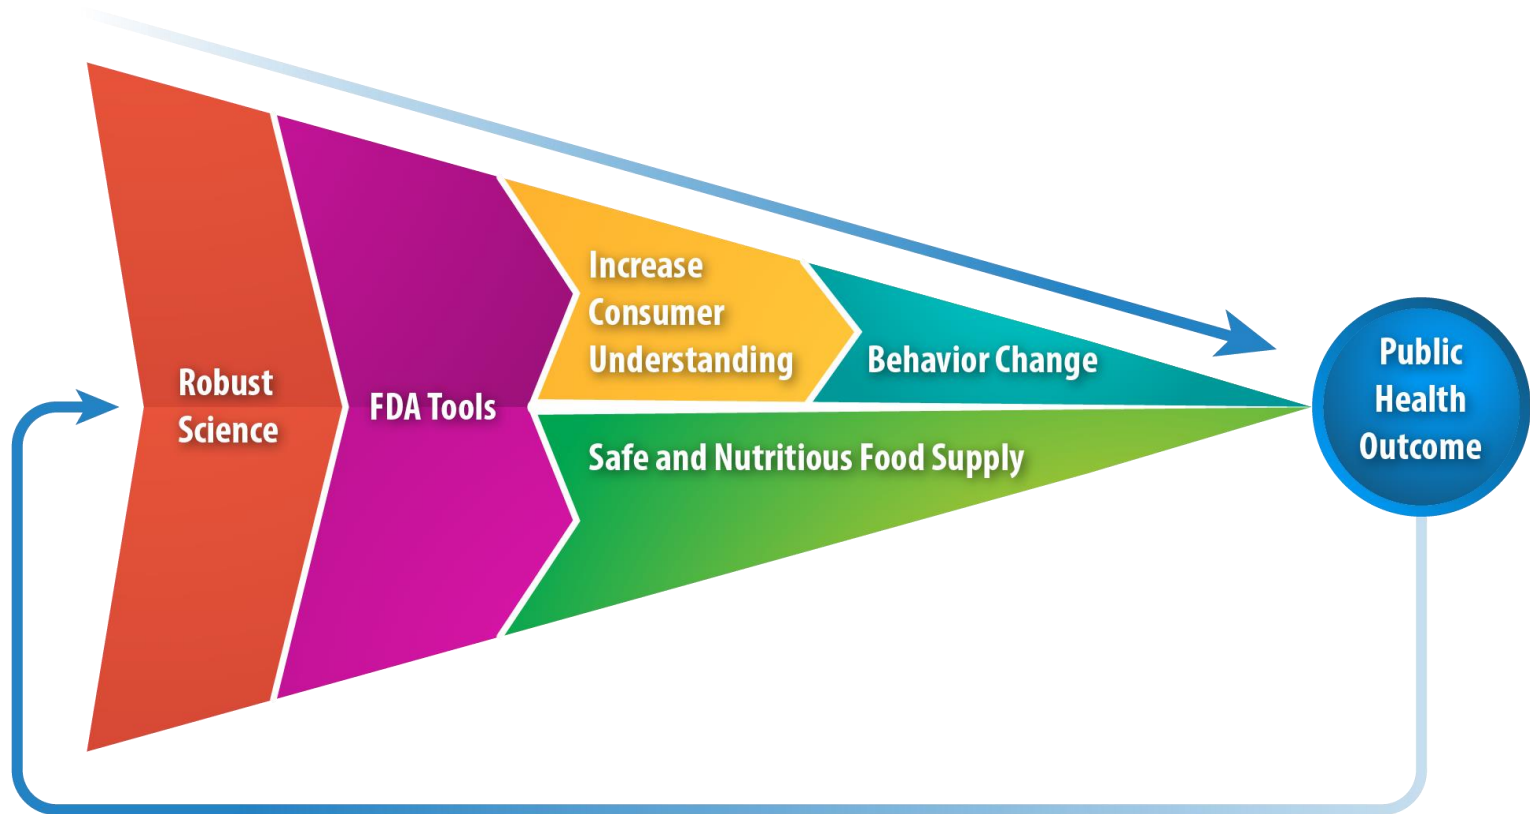 Robust
Science
FDA Tools
Increase
Consumer
Understanding
Behavior Change
Safe and Nutritious Food Supply
Public
Health
Outcome